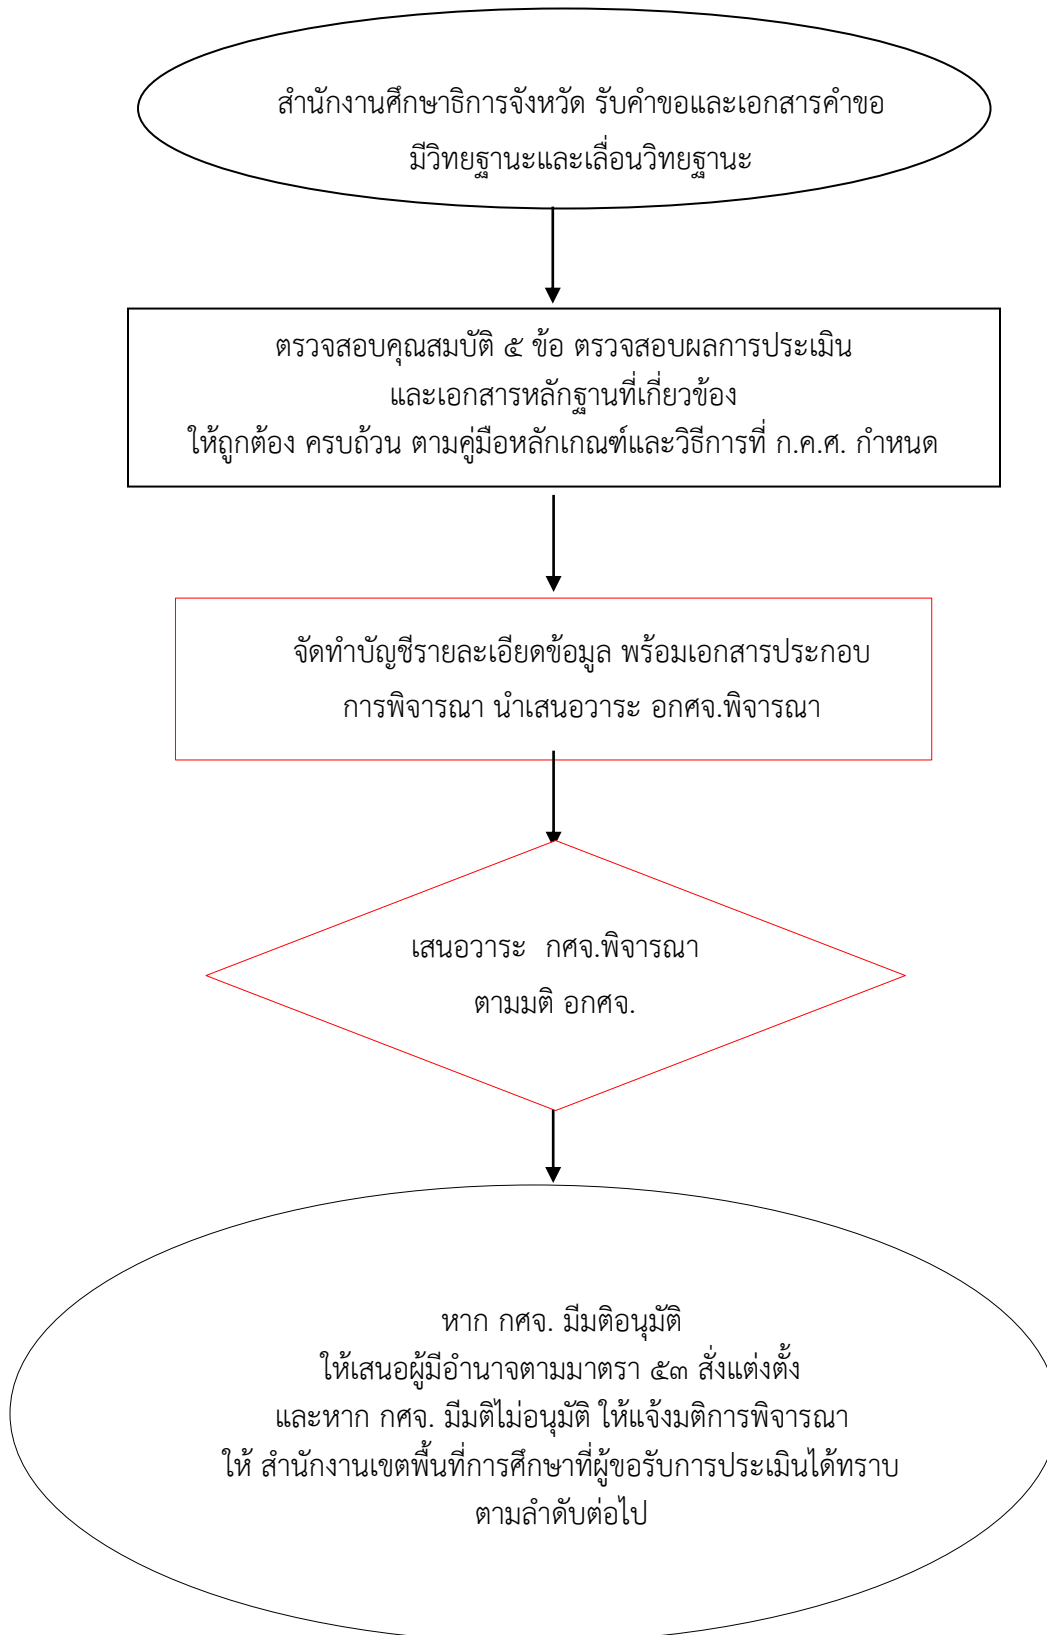 สำนักงานศึกษาธิการจังหวัด รับคำขอและเอกสารคำขอ
มีวิทยฐานะและเลื่อนวิทยฐานะ
ตรวจสอบคุณสมบัติ ๕ ข้อ ตรวจสอบผลการประเมิน
และเอกสารหลักฐานที่เกี่ยวข้อง
ให้ถูกต้อง ครบถ้วน ตามคู่มือหลักเกณฑ์และวิธีการที่ ก.ค.ศ. กำหนด
จัดทำบัญชีรายละเอียดข้อมูล พร้อมเอกสารประกอบ
การพิจารณา นำเสนอวาระ อกศจ.พิจารณา
เสนอวาระ  กศจ.พิจารณา
ตามมติ อกศจ.
หาก กศจ. มีมติอนุมัติ
ให้เสนอผู้มีอำนาจตามมาตรา ๕๓ สั่งแต่งตั้ง
และหาก กศจ. มีมติไม่อนุมัติ ให้แจ้งมติการพิจารณา
ให้ สำนักงานเขตพื้นที่การศึกษาที่ผู้ขอรับการประเมินได้ทราบ
ตามลำดับต่อไป